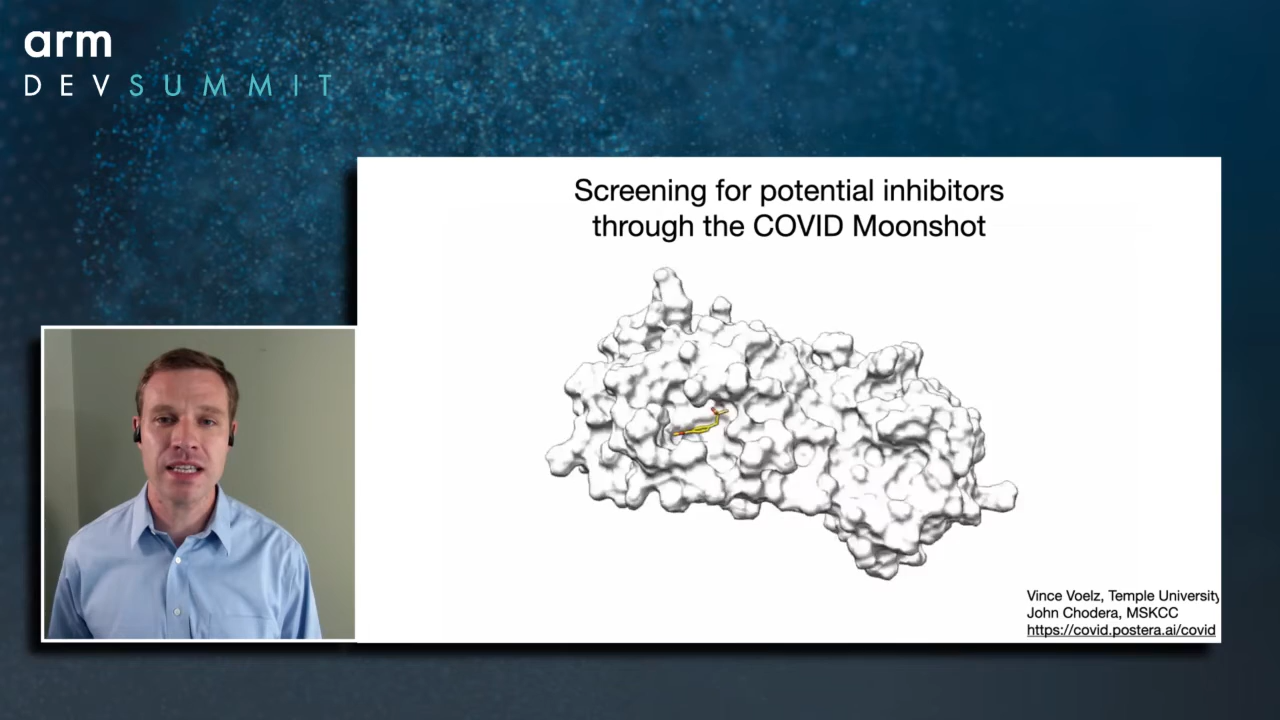 arm
DEVSUMMIT
Screening for potential inhibitors
through the COVID Moonshot
Vince Voelz, Temple University
John Chodera, MSKCC
https://covid.postera.ai/covid